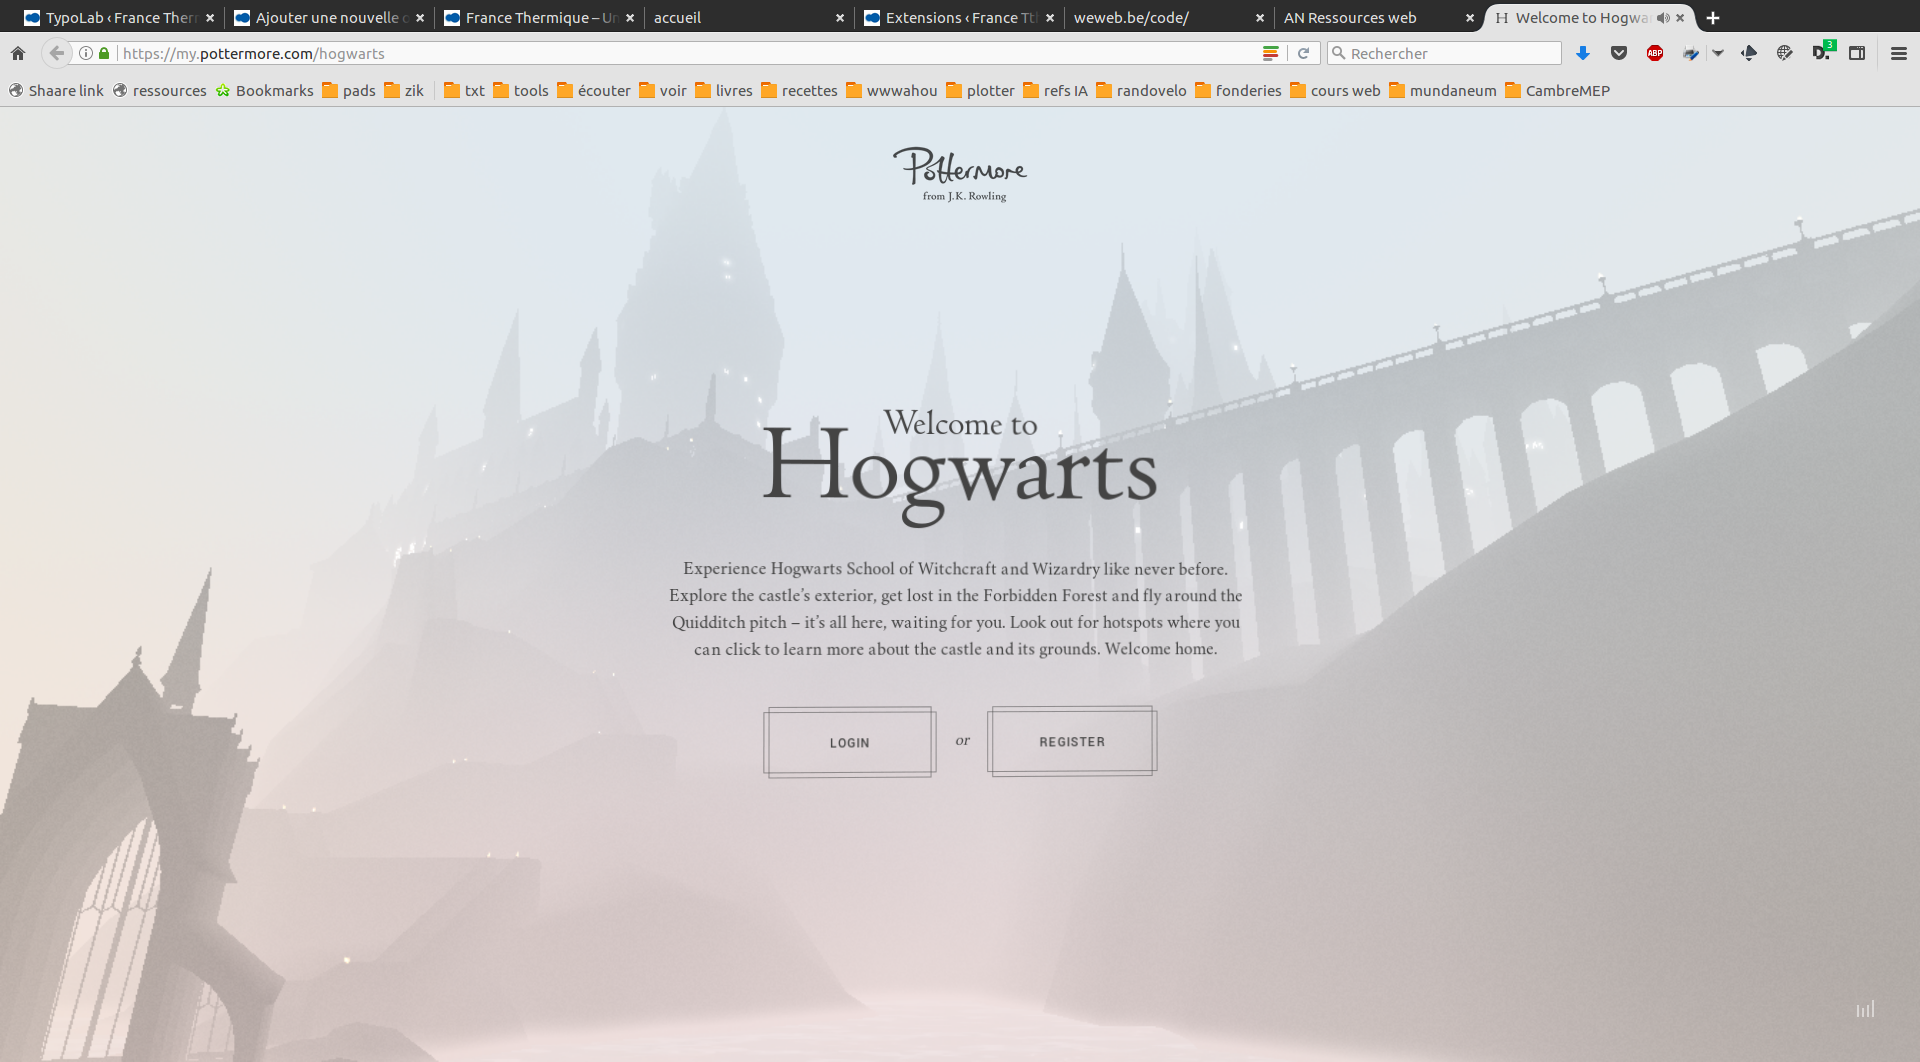 TypoLab ‹ France Ther
Ajouter une nouvelle
France Thermique – Un
accueil
Extensions ‹ France
weweb.be/code/
AN Ressources web
H Welcome to Hogwa
https://my.pottermore.com/hogwarts
Rechercher
ABP
3
Shaare link
ressources
Bookmarks
pads
zik
txt
tools
écouter
voir
livres
recettes
wwwahou
plotter
refs IA
randovelo
fonderies
cours web
mundaneum
CambreMEP
Pottermore
from J.K. Rowling
Welcome to
Hogwarts
Experience Hogwarts School of Witchcraft and Wizardry like never before.
Explore the castle’s exterior, get lost in the Forbidden Forest and fly around the
Quidditch pitch – it’s all here, waiting for you. Look out for hotspots where you
can click to learn more about the castle and its grounds. Welcome home.
LOGIN
or
REGISTER